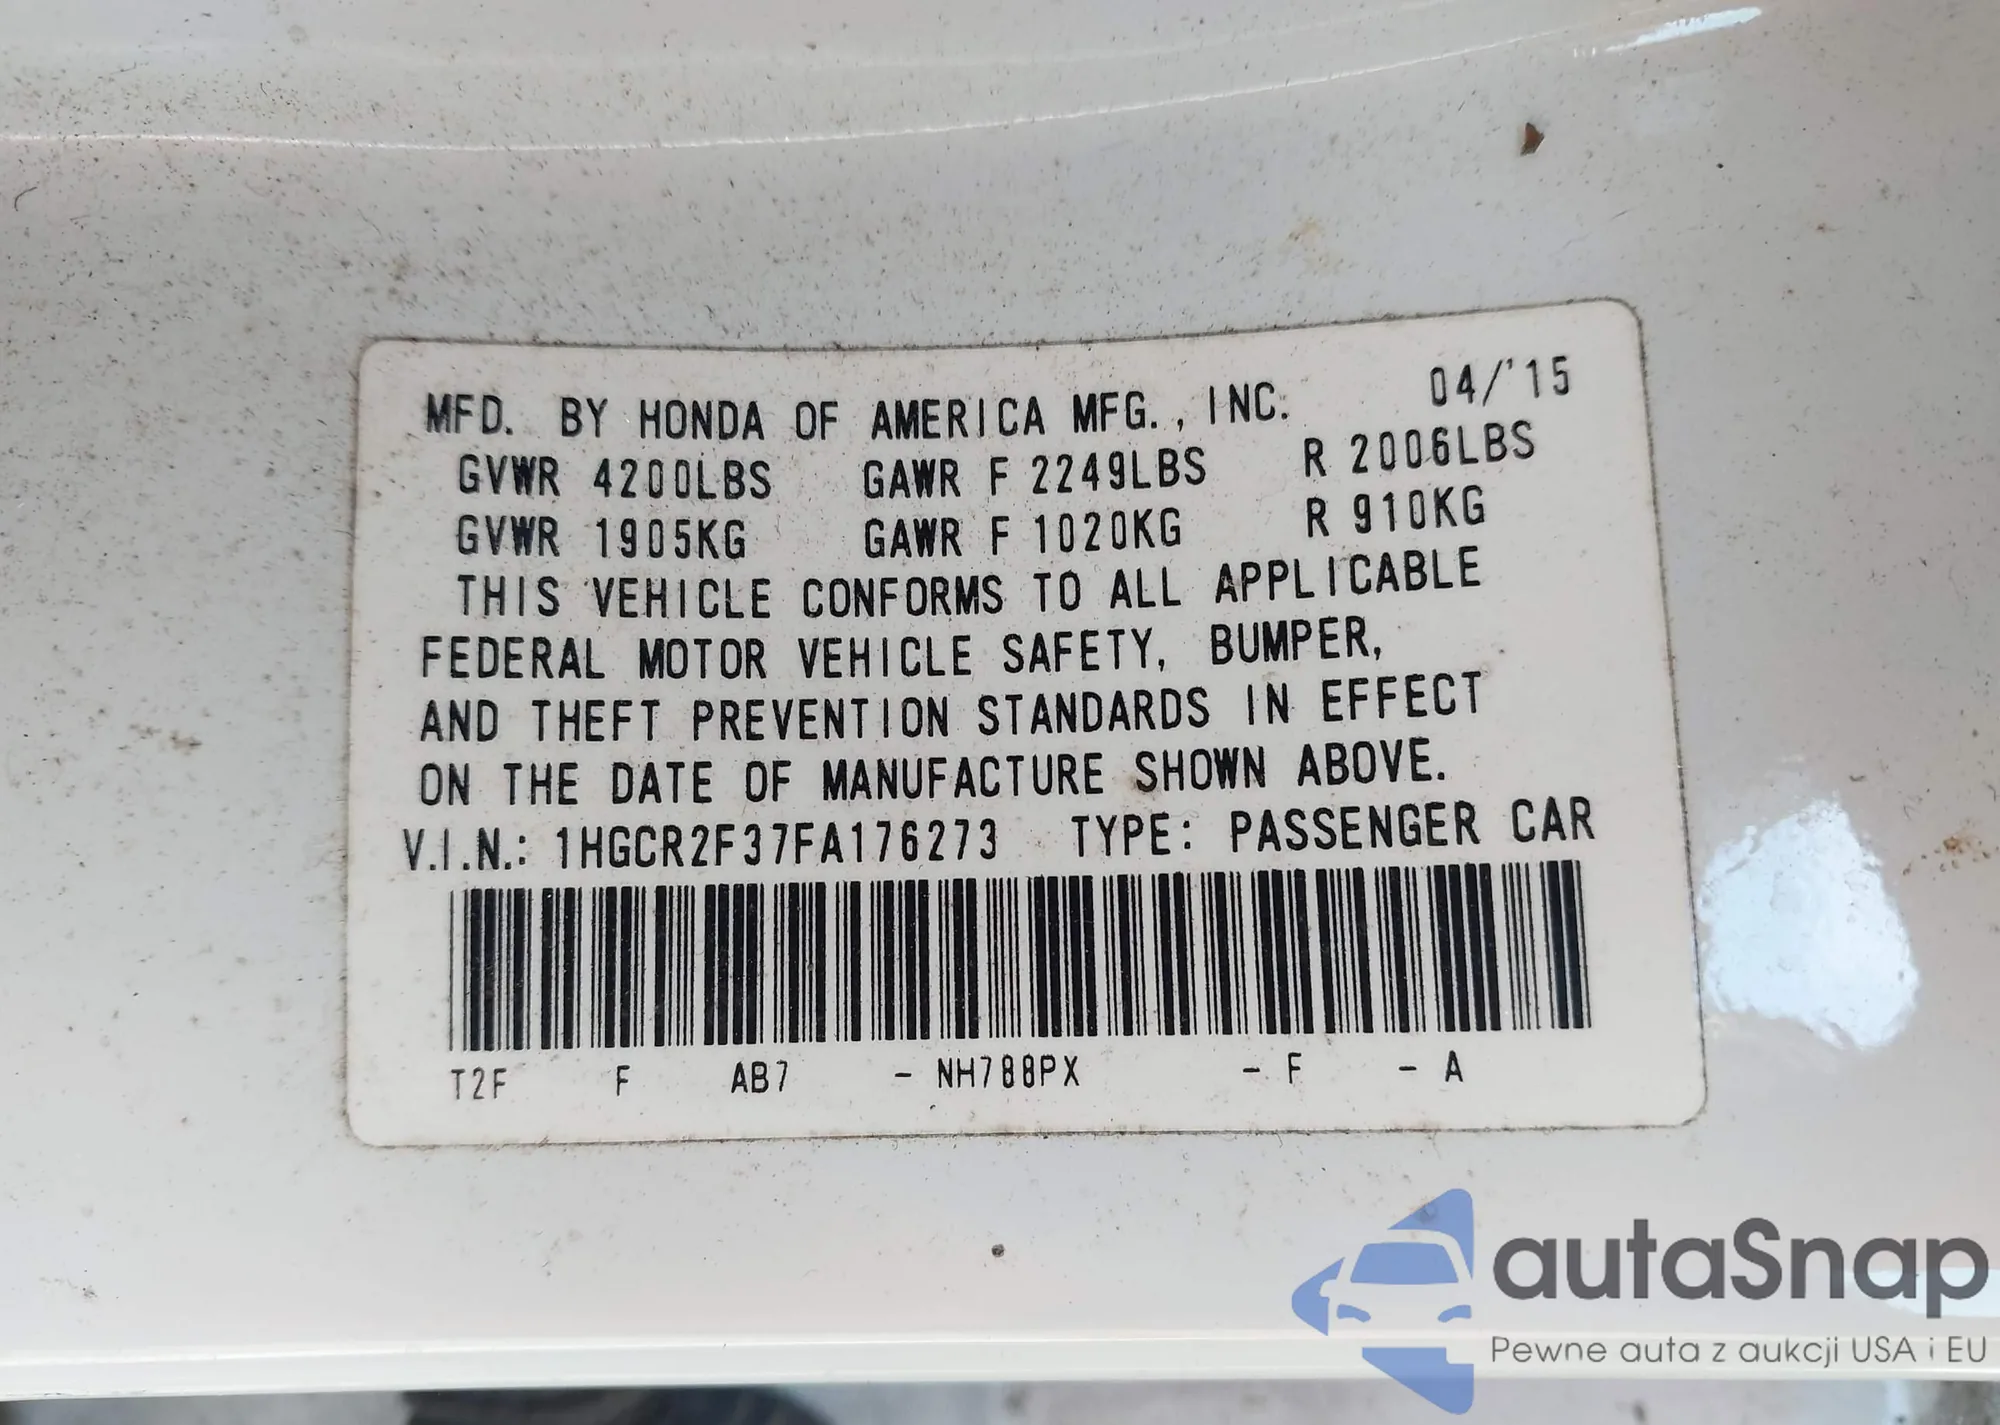 MFD. BY HONDA OF AMERICA MFG., INC. 04/'15
GVWR 4200LBS GAWR F 2249LBS R 2006LBS
GVWR 1905KG GAWR F 1020KG R 910KG
THIS VEHICLE CONFORMS TO ALL APPLICABLE
FEDERAL MOTOR VEHICLE SAFETY, BUMPER,
AND THEFT PREVENTION STANDARDS IN EFFECT
ON THE DATE OF MANUFACTURE SHOWN ABOVE.
V.I.N.: 1HGCR2F37FA176273 TYPE: PASSENGER CAR
T2F F AB7 - NH788PX - F - A
autaSnap
Pewne auta z aukcji USA i EU